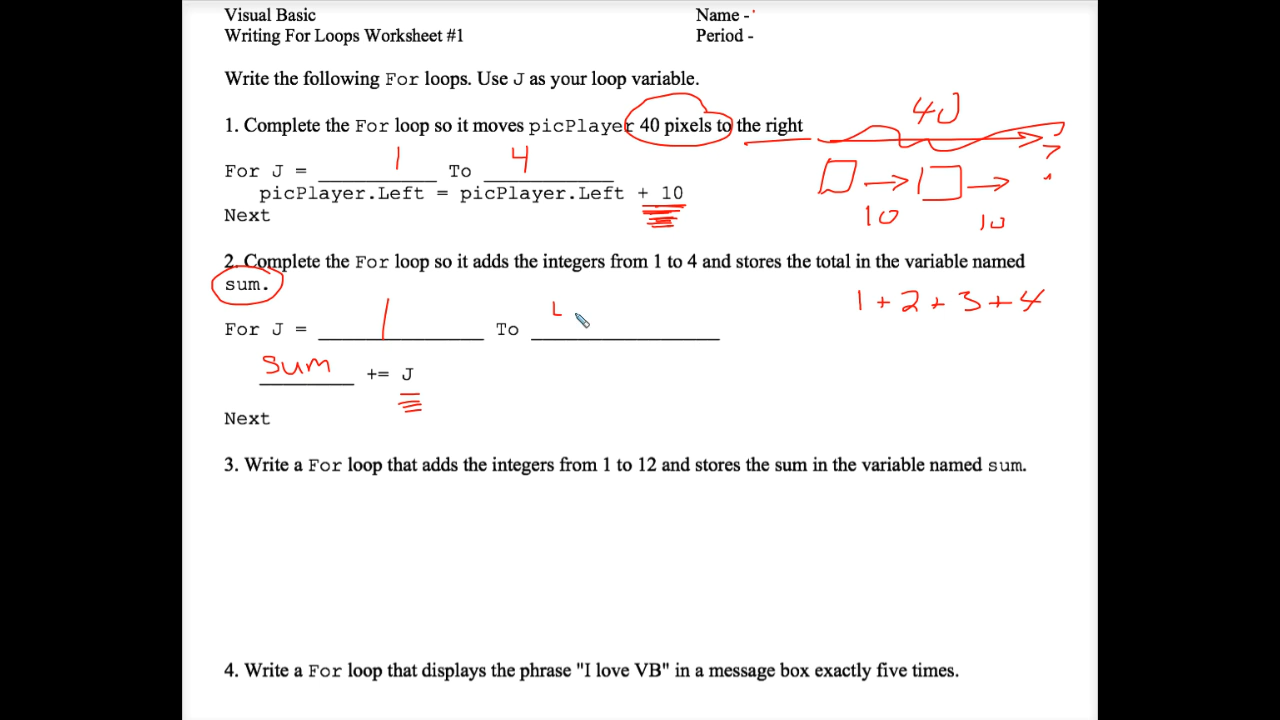 Visual Basic Name -
Writing For Loops Worksheet #1 Period -
Write the following For loops. Use J as your loop variable.
40
1. Complete the For loop so it moves picPlayer 40 pixels to the right
For J = 1 To 4
picPlayer.Left = picPlayer.Left + 10
10 10
Next
2. Complete the For loop so it adds the integers from 1 to 4 and stores the total in the variable named
sum.
1 + 2 + 3 + 4
For J = 1 To
sum += J
Next
3. Write a For loop that adds the integers from 1 to 12 and stores the sum in the variable named sum.
4. Write a For loop that displays the phrase "I love VB" in a message box exactly five times.